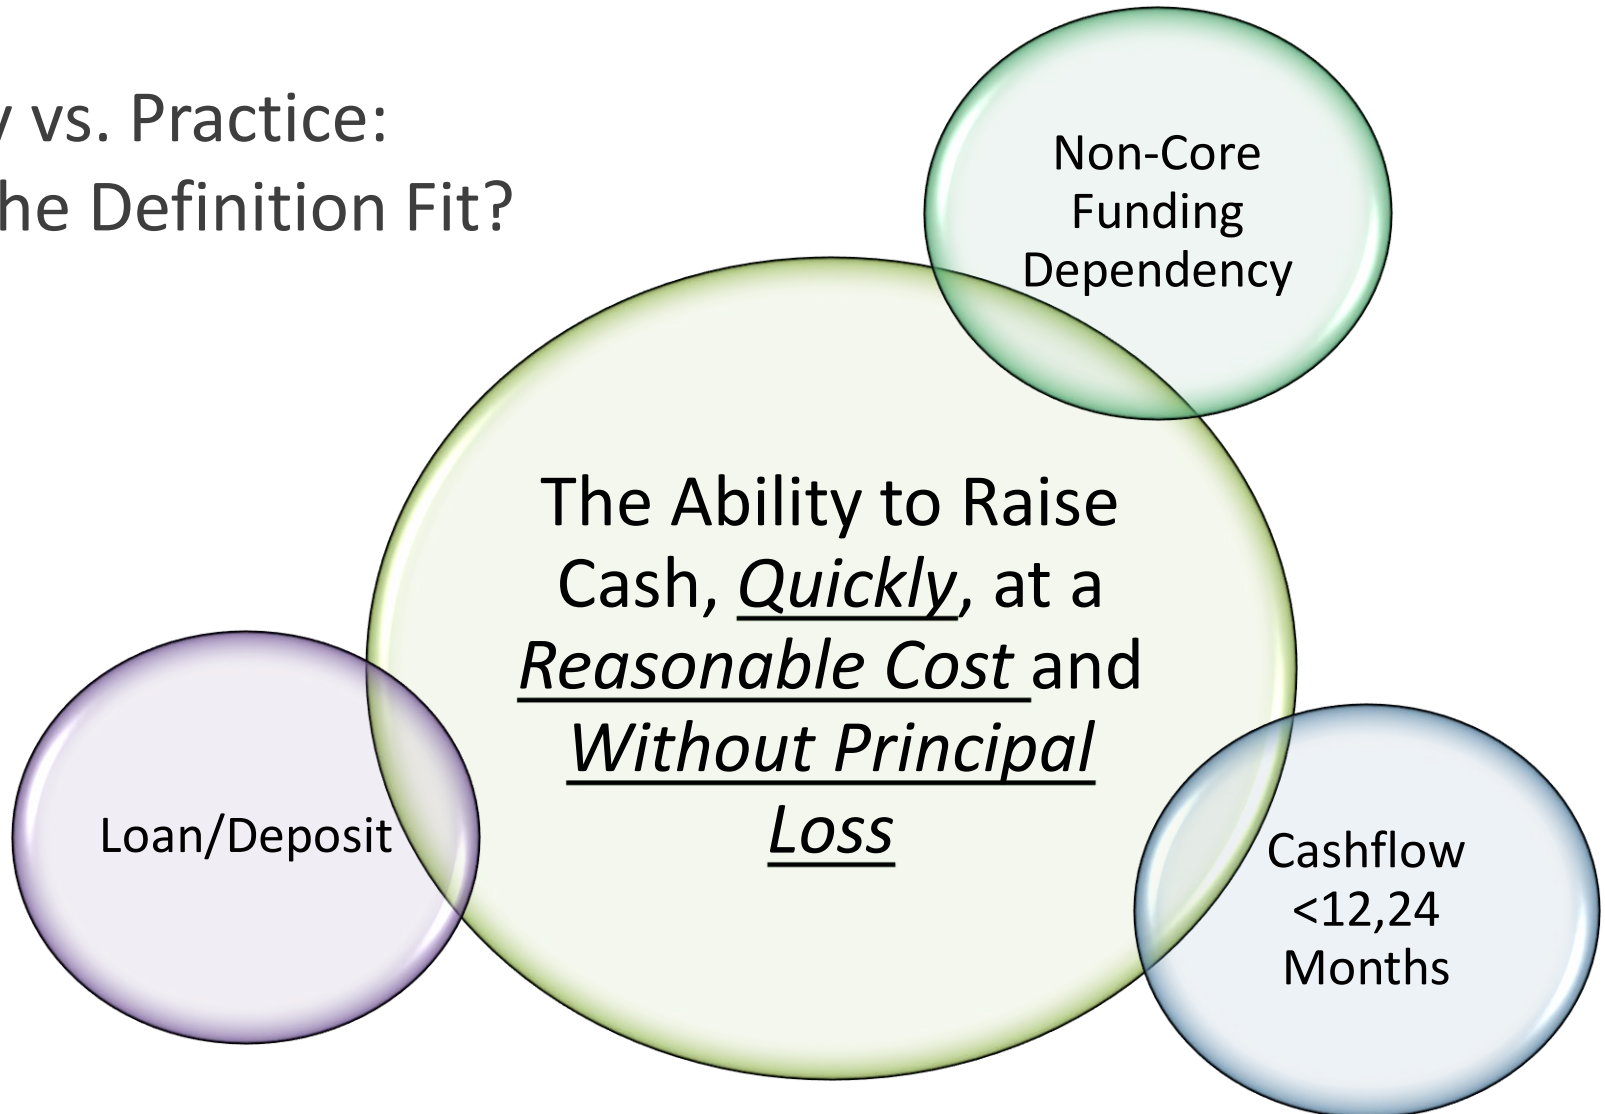 vs. Practice:
he Definition Fit?
Non-Core
Funding
Dependency
The Ability to Raise
Cash, Quickly, at a
Reasonable Cost and
Without Principal
Loss
Loan/Deposit
Cashflow
<12,24
Months